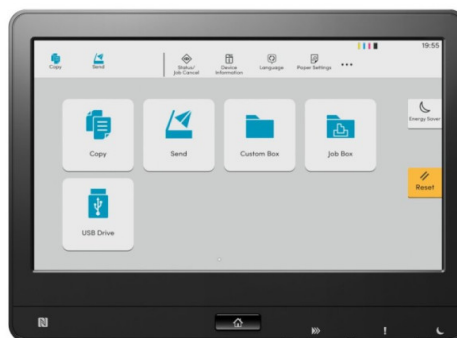 19:55
Copy
Send
Status/
Job Cancel
Device
Information
Language
Paper Settings
Copy
Send
Custom Box
Job Box
Energy Saver
Reset
USB Drive